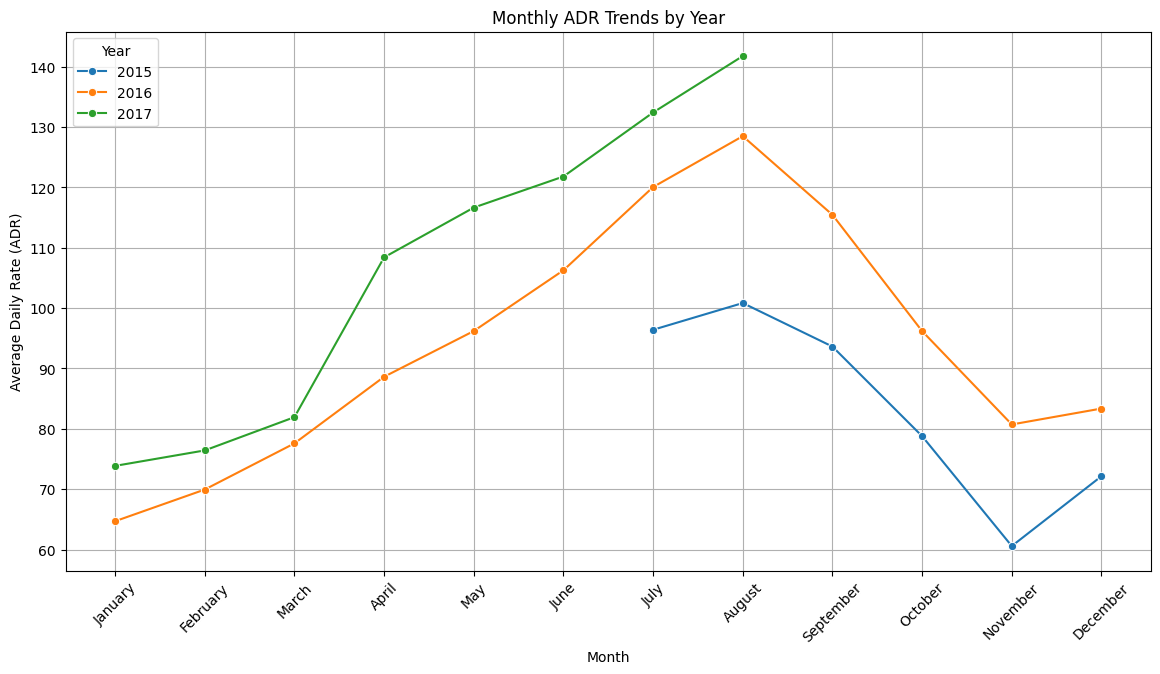 Monthly ADR Trends by Year
Year
2015
2016
2017
Average Daily Rate (ADR)
140
130
120
110
100
90
80
70
60
January
February
March
April
May
June
July
August
September
October
November
December
Month